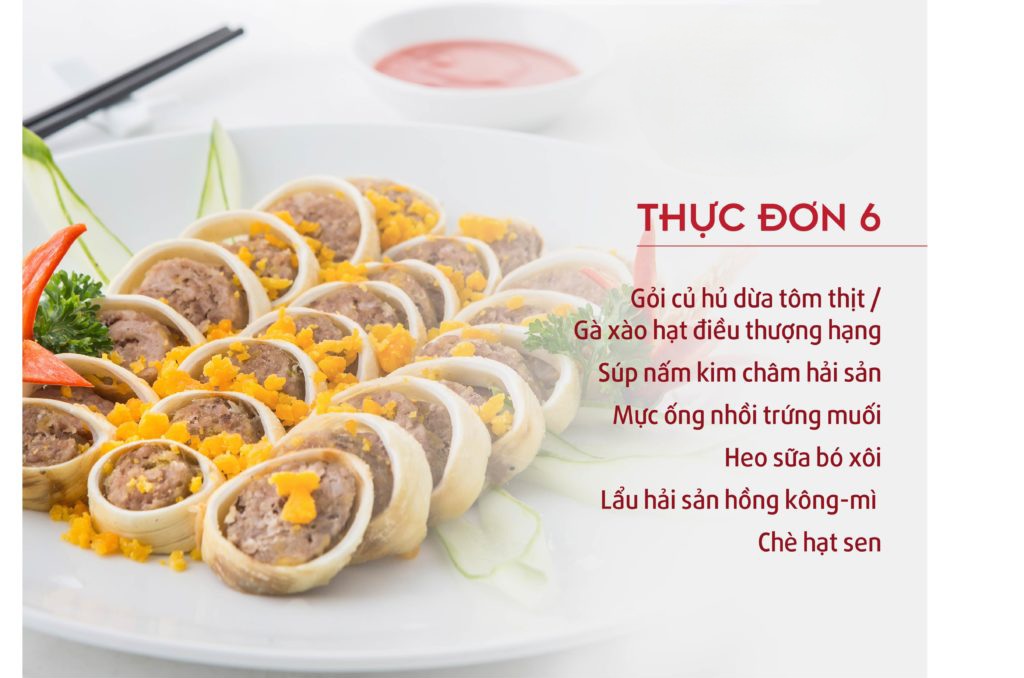 THỰC ĐƠN 6
Gỏi củ hủ dừa tôm thịt /
Gà xào hạt điều thượng hạng
Súp nấm kim châm hải sản
Mực ống nhồi trứng muối
Heo sữa bó xôi
Lẩu hải sản hồng kông-mì
Chè hạt sen